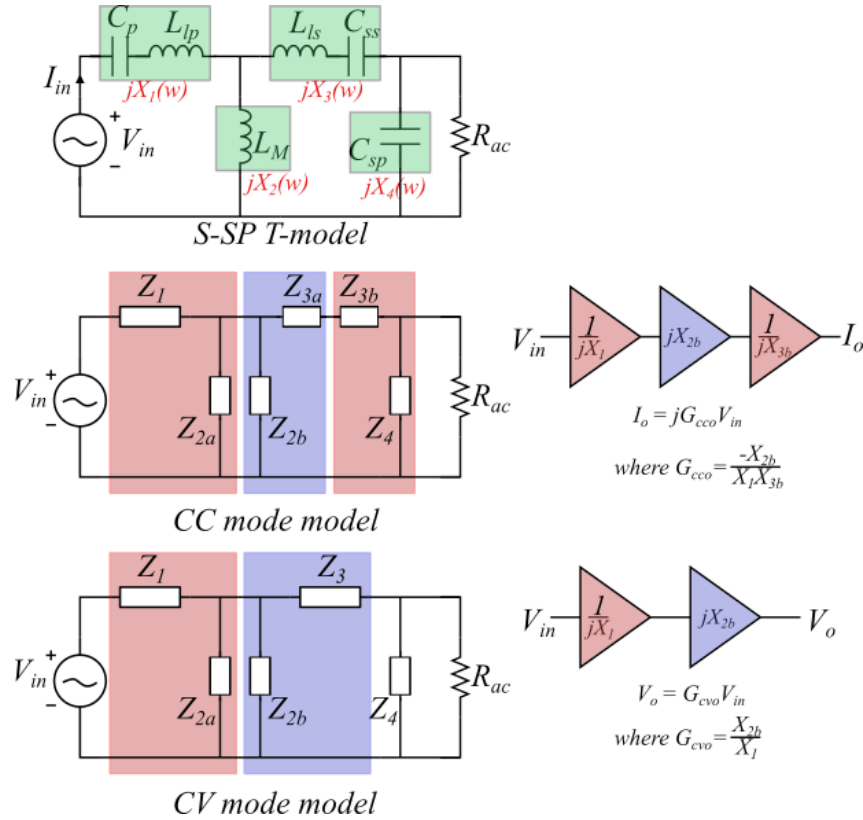 C_p L_lp L_ls C_ss
I_in jX_1(w) jX_3(w)
+ V_in - L_M C_sp R_ac
jX_2(w) jX_4(w)
S-SP T-model
Z_1 Z_3a Z_3b
V_in + - Z_2a Z_2b Z_4 R_ac
CC mode model
V_in 1/jX_1 jX_2b 1/jX_3b I_o
I_o = jG_cco V_in
where G_cco = -X_2b/X_1X_3b
Z_1 Z_3
V_in + - Z_2a Z_2b Z_4 R_ac
CV mode model
V_in 1/jX_1 jX_2b V_o
V_o = G_cvo V_in
where G_cvo = X_2b/X_1